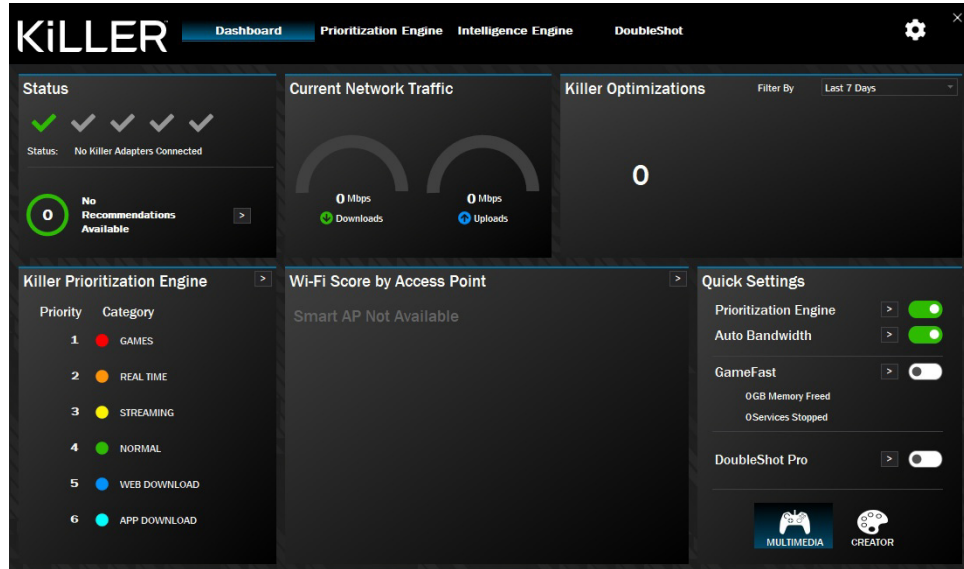 KiLLER
Dashboard
Prioritization Engine
Intelligence Engine
DoubleShot
×
Status
Status: No Killer Adapters Connected
0
No
Recommendations
Available
>
Current Network Traffic
0 Mbps
Downloads
0 Mbps
Uploads
Killer Optimizations
Filter By
Last 7 Days
0
Killer Prioritization Engine >
Priority Category
1 GAMES
2 REAL TIME
3 STREAMING
4 NORMAL
5 WEB DOWNLOAD
6 APP DOWNLOAD
Wi-Fi Score by Access Point >
Smart AP Not Available
Quick Settings
Prioritization Engine >
Auto Bandwidth >
GameFast >
0GB Memory Freed
0Services Stopped
DoubleShot Pro >
MULTIMEDIA
CREATOR